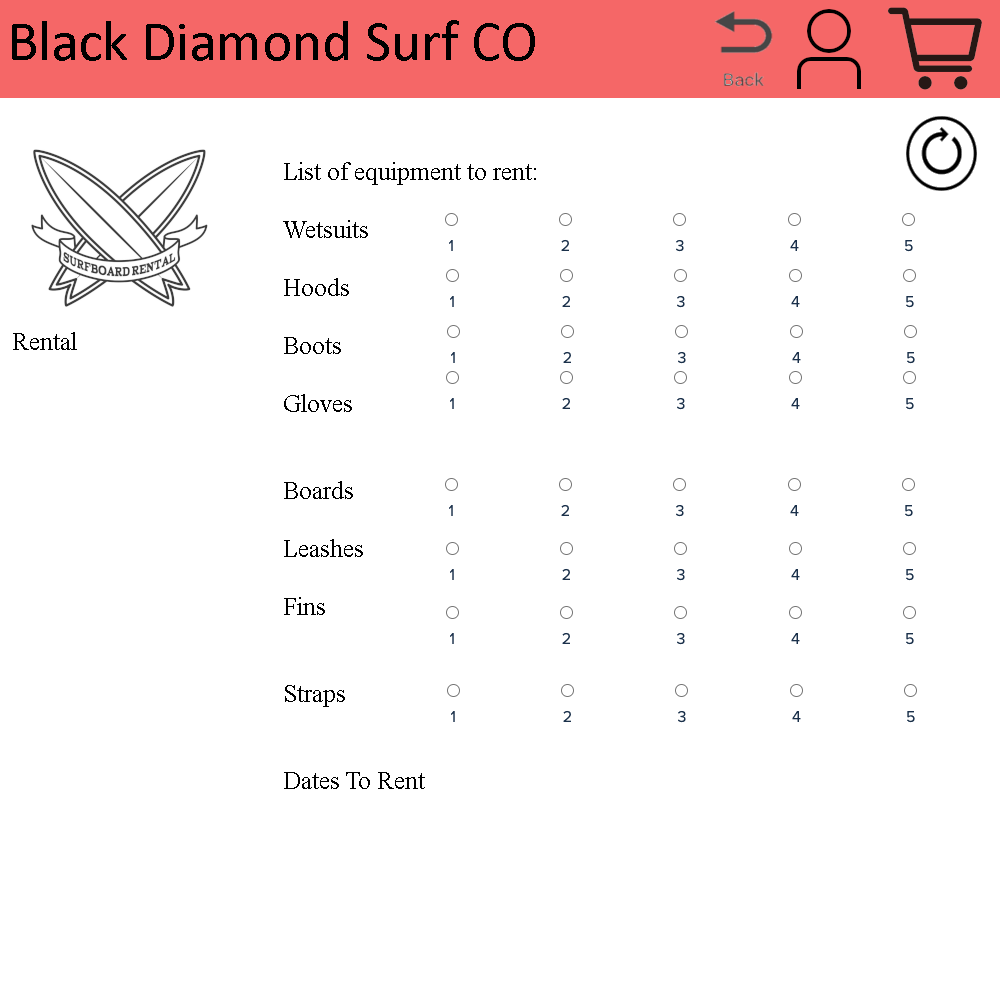 Black Diamond Surf CO
Back
SURFBOARD RENTAL
Rental
List of equipment to rent:
Wetsuits
1 2 3 4 5
Hoods
1 2 3 4 5
Boots
1 2 3 4 5
Gloves
1 2 3 4 5
Boards
1 2 3 4 5
Leashes
1 2 3 4 5
Fins
1 2 3 4 5
Straps
1 2 3 4 5
Dates To Rent